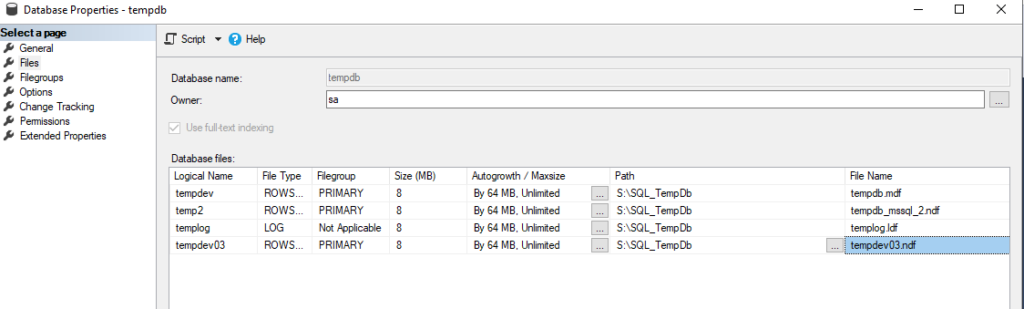 Database Properties - tempdb
Select a page
General
Files
Filegroups
Options
Change Tracking
Permissions
Extended Properties
Script Help
Database name: tempdb
Owner: sa ...
Use full-text indexing
Database files:
Logical Name File Type Filegroup Size (MB) Autogrowth / Maxsize Path File Name
tempdev ROWS... PRIMARY 8 By 64 MB, Unlimited ... S:\SQL_TempDb tempdb.mdf
temp2 ROWS... PRIMARY 8 By 64 MB, Unlimited ... S:\SQL_TempDb tempdb_mssql_2.ndf
templog LOG Not Applicable 8 By 64 MB, Unlimited ... S:\SQL_TempDb templog.ldf
tempdev03 ROWS... PRIMARY 8 By 64 MB, Unlimited ... S:\SQL_TempDb ... tempdev03.ndf